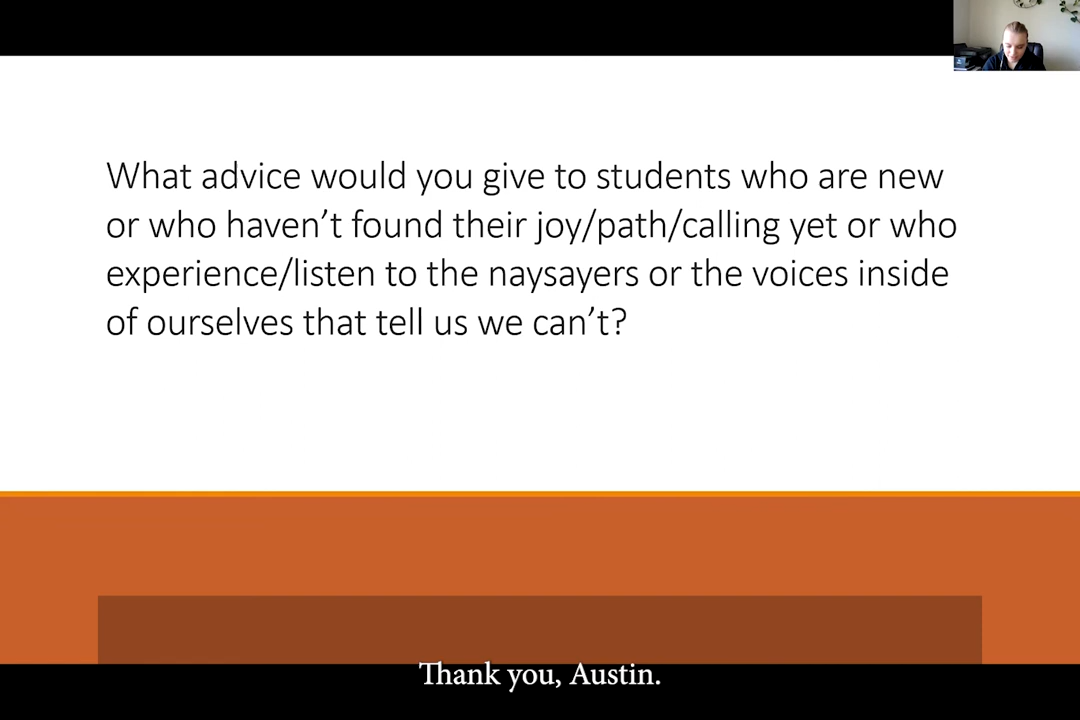 What advice would you give to students who are new
or who haven’t found their joy/path/calling yet or who
experience/listen to the naysayers or the voices inside
of ourselves that tell us we can’t?
Thank you, Austin.